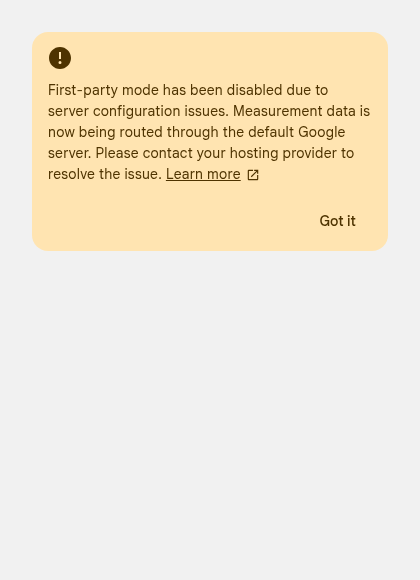 First-party mode has been disabled due to
server configuration issues. Measurement data is
now being routed through the default Google
server. Please contact your hosting provider to
resolve the issue. Learn more
Got it